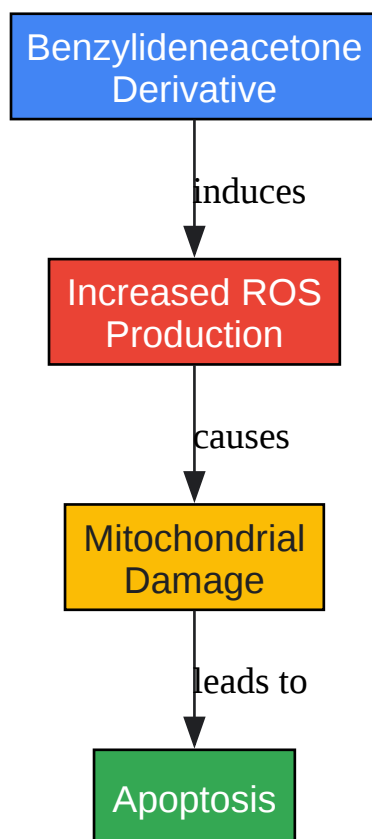 Benzylideneacetone
Derivative
induces
Increased ROS
Production
causes
Mitochondrial
Damage
leads to
Apoptosis